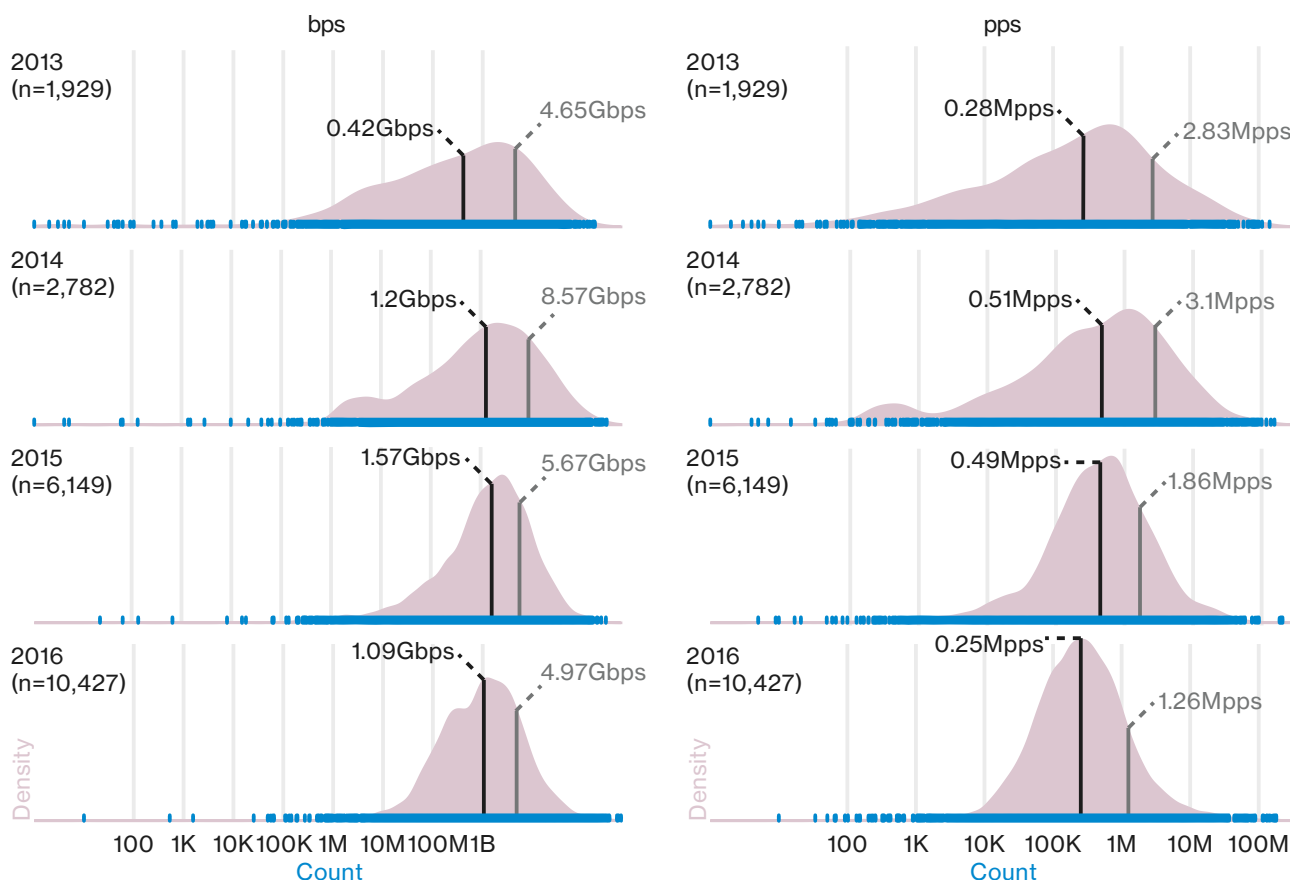 bps
2013
(n=1,929)
0.42Gbps
4.65Gbps
2014
(n=2,782)
1.2Gbps
8.57Gbps
2015
(n=6,149)
1.57Gbps
5.67Gbps
2016
(n=10,427)
1.09Gbps
4.97Gbps
Density
100 1K 10K 100K 1M 10M 100M 1B
Count
pps
2013
(n=1,929)
0.28Mpps
2.83Mpps
2014
(n=2,782)
0.51Mpps
3.1Mpps
2015
(n=6,149)
0.49Mpps
1.86Mpps
2016
(n=10,427)
0.25Mpps
1.26Mpps
Density
100 1K 10K 100K 1M 10M 100M
Count